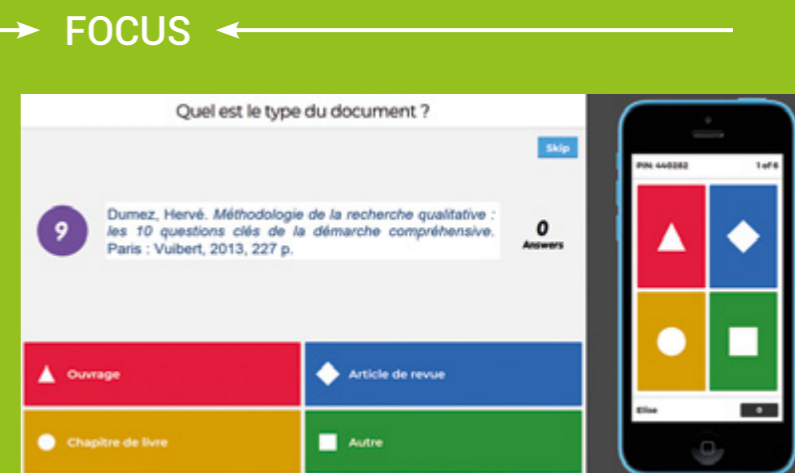 FOCUS
Quel est le type du document ?
Skip
9
Dumez, Hervé. Méthodologie de la recherche qualitative :
les 10 questions clés de la démarche compréhensive.
Paris : Vuibert, 2013, 227 p.
0
Answers
Ouvrage
Article de revue
Chapitre de livre
Autre
PIN: 440282
1 of 6
Elise
0